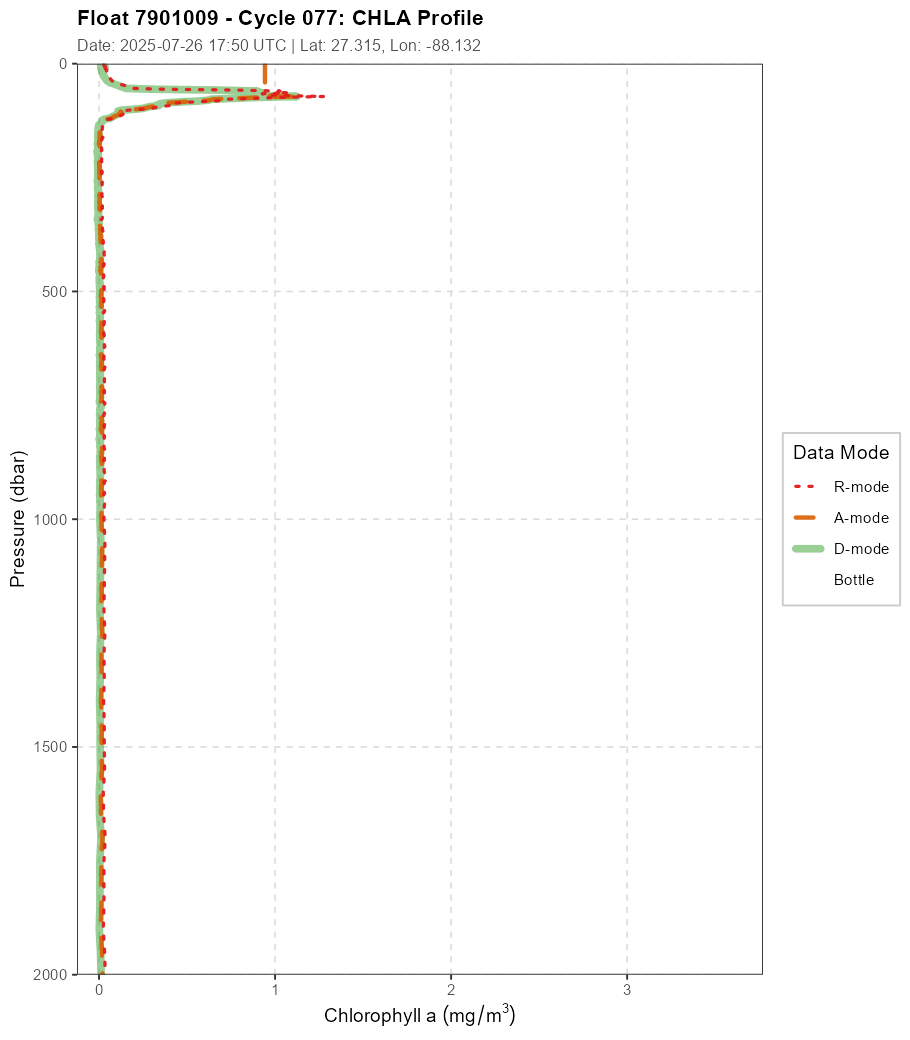 Float 7901009 - Cycle 077: CHLA Profile
Date: 2025-07-26 17:50 UTC | Lat: 27.315, Lon: -88.132
0
500
1000
1500
2000
Pressure (dbar)
0 1 2 3
Chlorophyll a (mg/m³)
Data Mode
R-mode
A-mode
D-mode
Bottle